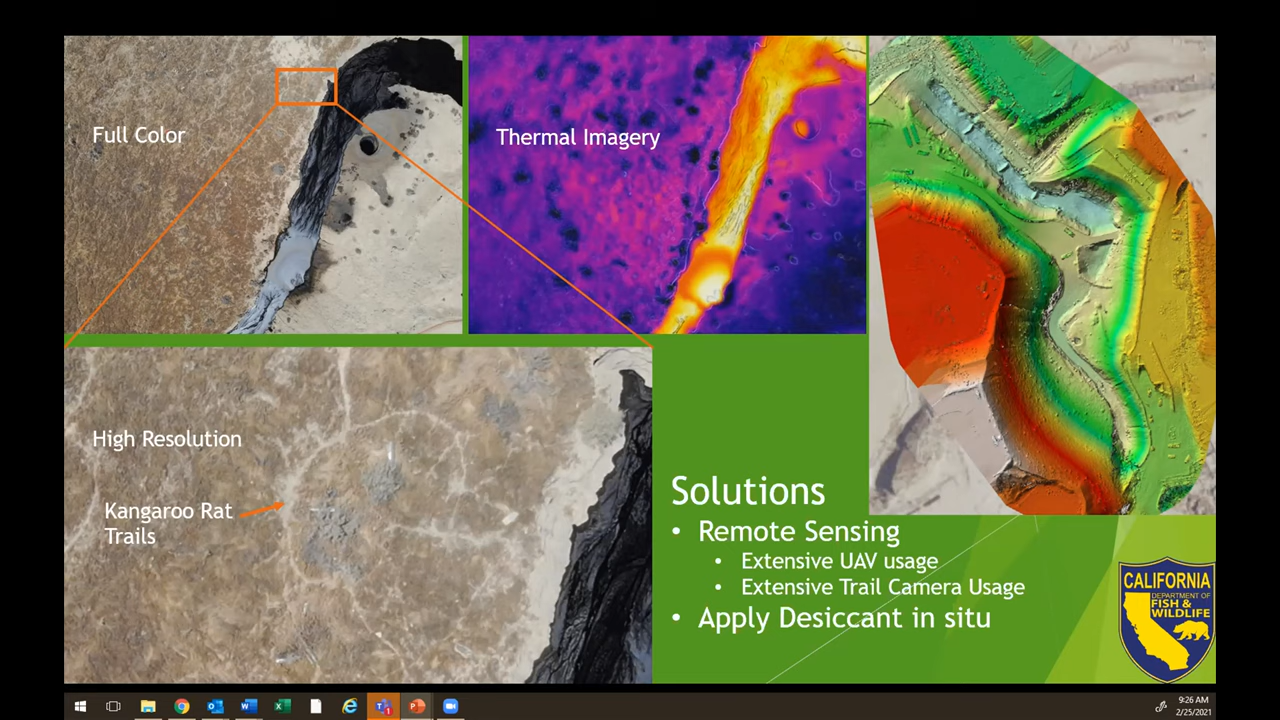 Full Color
Thermal Imagery
High Resolution
Kangaroo Rat
Trails
Solutions
• Remote Sensing
• Extensive UAV usage
• Extensive Trail Camera Usage
• Apply Desiccant in situ
CALIFORNIA
DEPARTMENT OF
FISH &
WILDLIFE
9:26 AM
2/25/2021